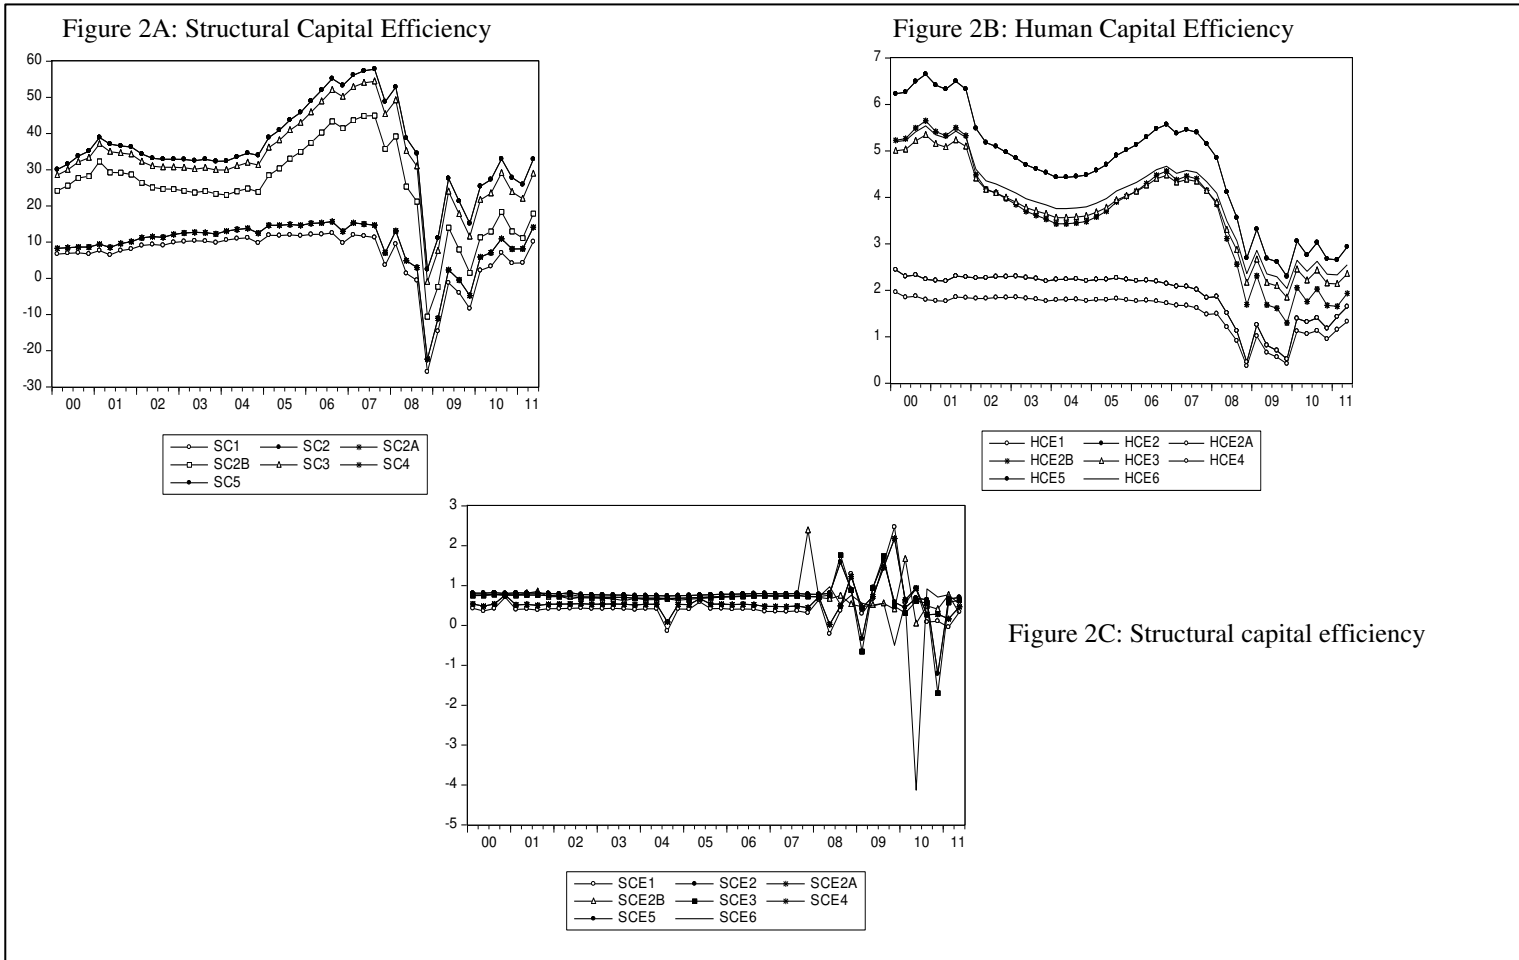 Figure 2A: Structural Capital Efficiency
60
50
40
30
20
10
0
-10
-20
-30
00 01 02 03 04 05 06 07 08 09 10 11
SC1 SC2 SC2A
SC2B SC3 SC4
SC5
Figure 2B: Human Capital Efficiency
7
6
5
4
3
2
1
0
00 01 02 03 04 05 06 07 08 09 10 11
HCE1 HCE2 HCE2A
HCE2B HCE3 HCE4
HCE5 HCE6
3
2
1
0
-1
-2
-3
-4
-5
00 01 02 03 04 05 06 07 08 09 10 11
SCE1 SCE2 SCE2A
SCE2B SCE3 SCE4
SCE5 SCE6
Figure 2C: Structural capital efficiency